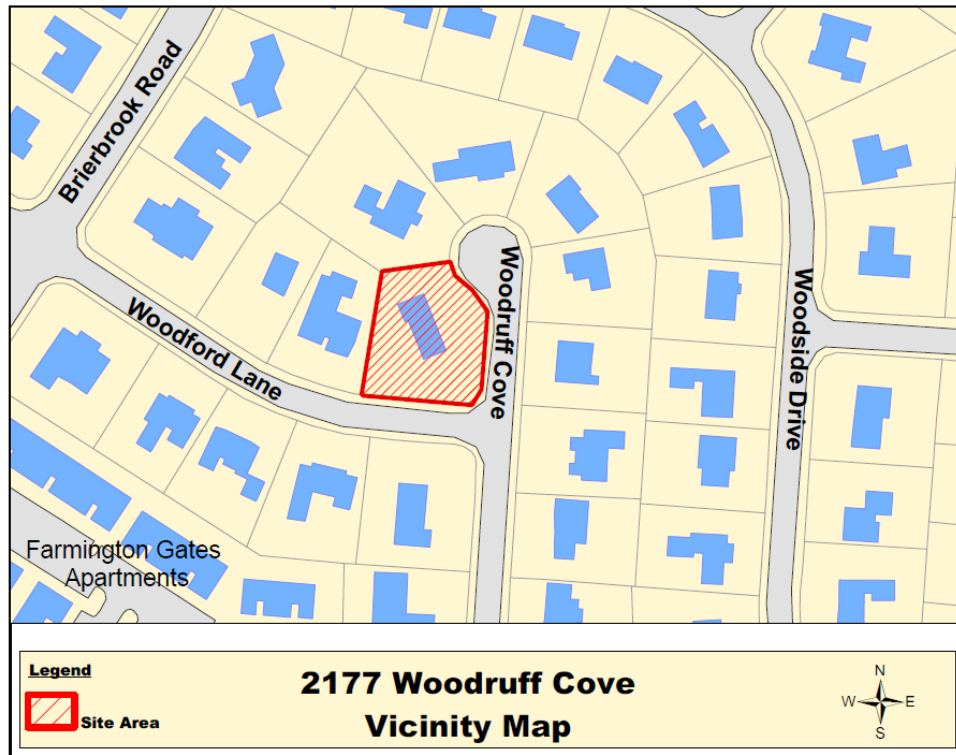 Brierbrook Road
Woodford Lane
Woodruff Cove
Woodside Drive
Farmington Gates
Apartments
Legend
Site Area
2177 Woodruff Cove
Vicinity Map
N
W
E
S